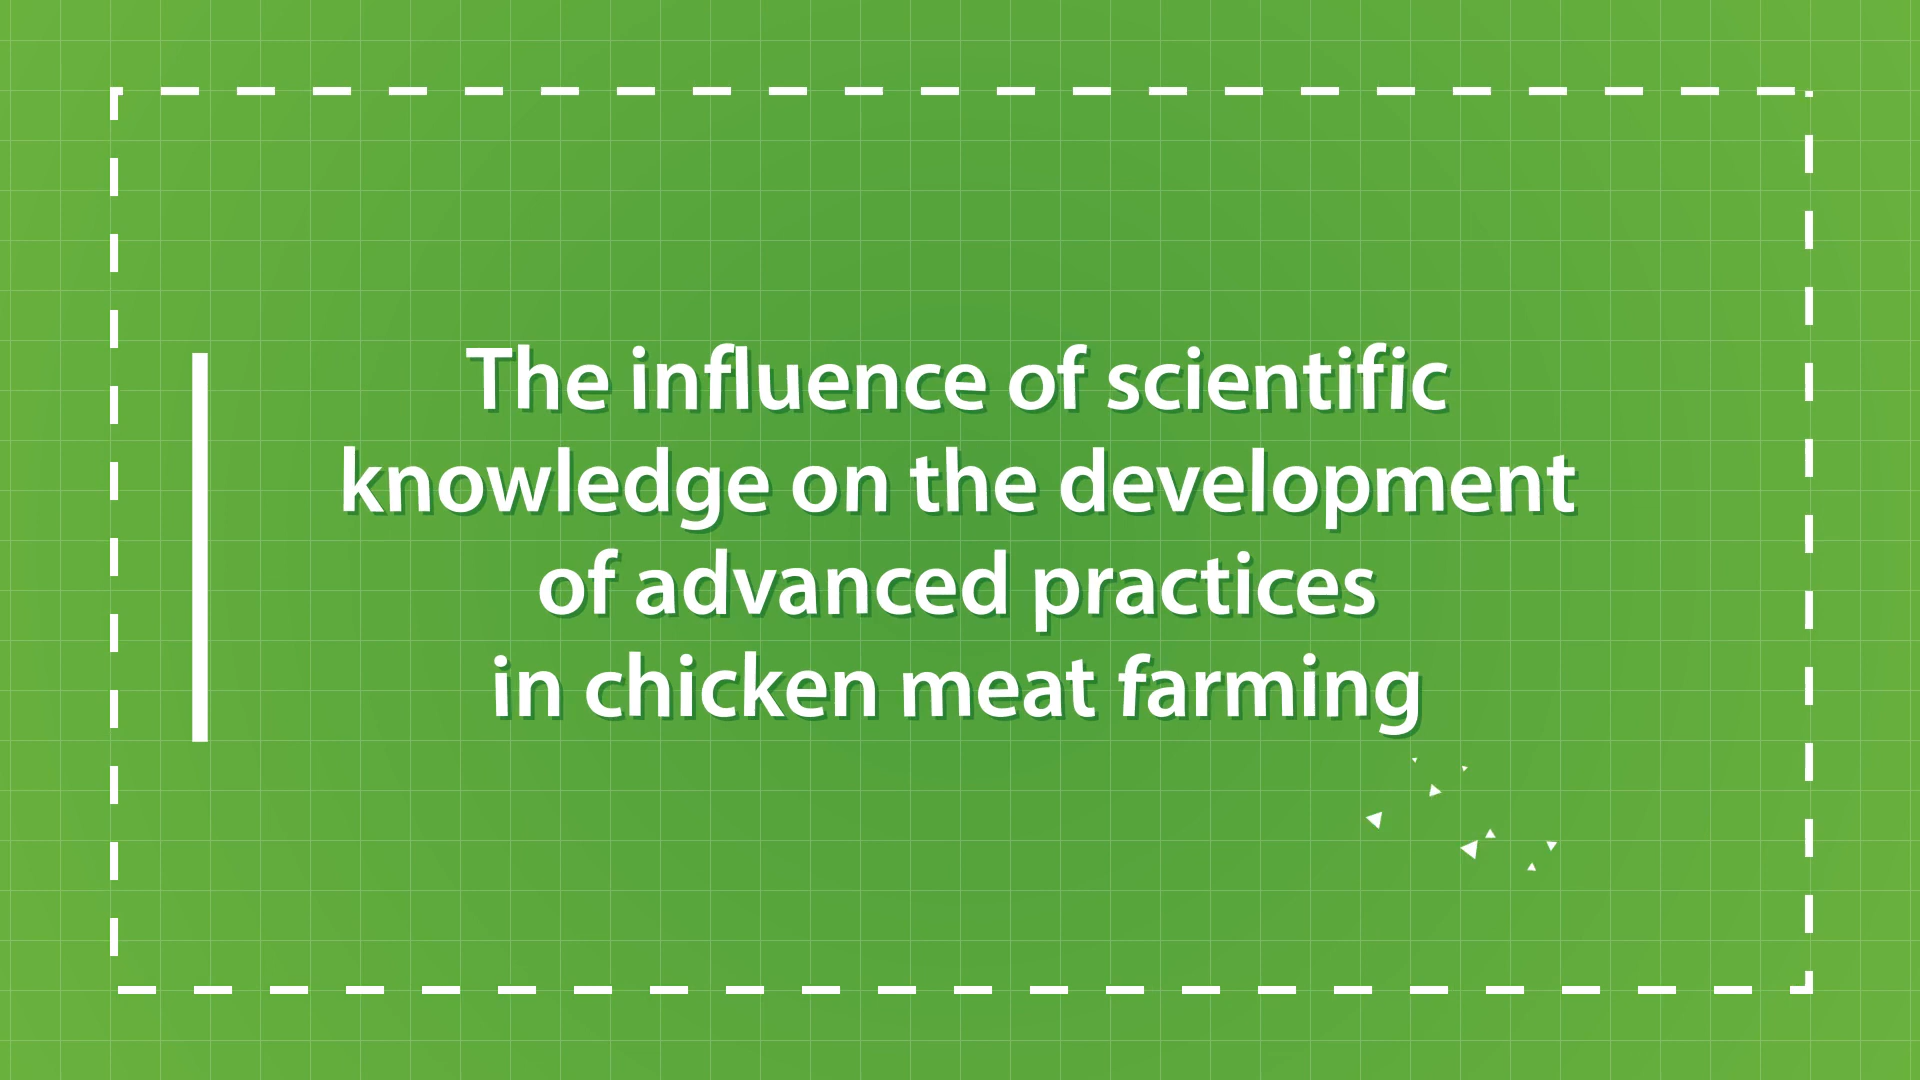 The influence of scientific
knowledge on the development
of advanced practices
in chicken meat farming